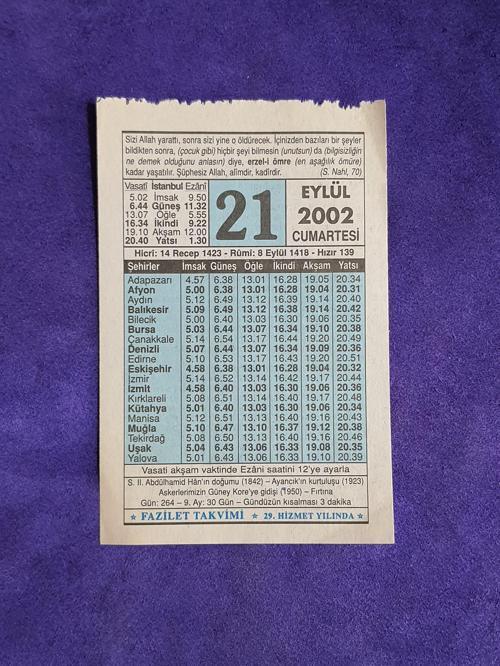 Sizi Allah yarattı, sonra sizi yine o öldürecek. İçinizden bazıları bir şeyler
bildikten sonra, (çocuk gibi) hiçbir şeyi bilmesin (unutsun) da (bilgisizliğin
ne demek olduğunu anlasın) diye, erzel-i ömre (en aşağılık ömüre)
kadar yaşatılır. Şüphesiz Allah, alîmdir, kadîrdir. (S. Nahl, 70)
Vasatî İstanbul Ezânî
5.02 İmsak 9.50
6.44 Güneş 11.32
13.07 Öğle 5.55
16.34 İkindi 9.22
19.10 Akşam 12.00
20.40 Yatsı 1.30
21
EYLÜL
2002
CUMARTESİ
Hicrî: 14 Recep 1423 - Rûmi: 8 Eylül 1418 - Hızır 139
Şehirler İmsak Güneş Öğle İkindi Akşam Yatsı
Adapazarı 4.57 6.38 13.01 16.28 19.05 20.34
Afyon 5.00 6.38 13.01 16.28 19.04 20.31
Aydın 5.12 6.49 13.12 16.39 19.14 20.40
Balıkesir 5.09 6.49 13.12 16.38 19.14 20.42
Bilecik 5.00 6.40 13.03 16.30 19.06 20.35
Bursa 5.03 6.44 13.07 16.34 19.10 20.38
Çanakkale 5.14 6.54 13.17 16.44 19.20 20.49
Denizli 5.07 6.44 13.07 16.34 19.09 20.36
Edirne 5.10 6.53 13.17 16.43 19.20 20.51
Eskişehir 4.58 6.38 13.01 16.28 19.04 20.32
İzmir 5.14 6.52 13.14 16.42 19.17 20.44
İzmit 4.58 6.40 13.03 16.30 19.06 20.36
Kırklareli 5.08 6.51 13.14 16.40 19.17 20.48
Kütahya 5.01 6.40 13.03 16.30 19.06 20.34
Manisa 5.12 6.51 13.13 16.40 19.16 20.43
Muğla 5.10 6.47 13.10 16.37 19.12 20.38
Tekirdağ 5.08 6.50 13.13 16.40 19.16 20.46
Uşak 5.04 6.43 13.06 16.33 19.08 20.35
Yalova 5.01 6.43 13.06 16.33 19.10 20.39
Vasati akşam vaktinde Ezânî saatini 12'ye ayarla
S. II. Abdülhamid Hân'ın doğumu (1842) – Ayancık'ın kurtuluşu (1923)
Askerlerimizin Güney Kore'ye gidişi (1950) – Fırtına
Gün: 264 – 9. Ay: 30 Gün – Gündüzün kısalması 3 dakika
★ FAZİLET TAKVİMİ ★ 29. HİZMET YILINDA ★